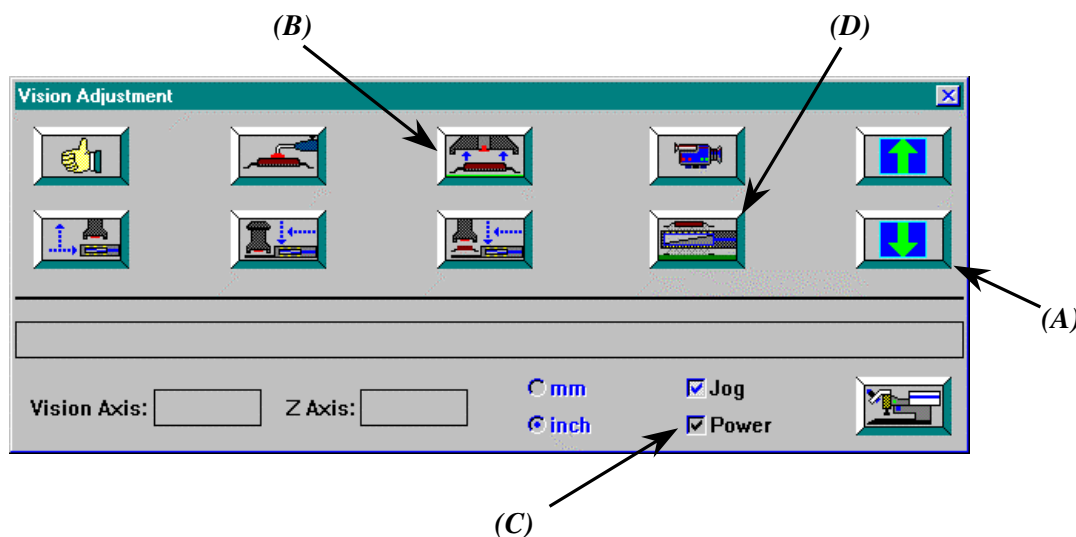 (B) (D)
Vision Adjustment
(A)
Vision Axis: Z Axis: mm Jog
inch Power
(C)